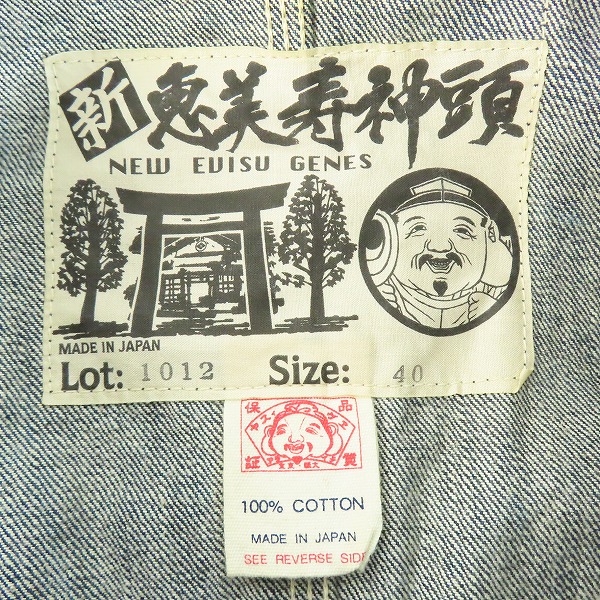 新 恵美寿神頭
NEW EVISU GENES
MADE IN JAPAN
Lot: 1012 Size: 40
保 品
証 質
100% COTTON
MADE IN JAPAN
SEE REVERSE SIDE